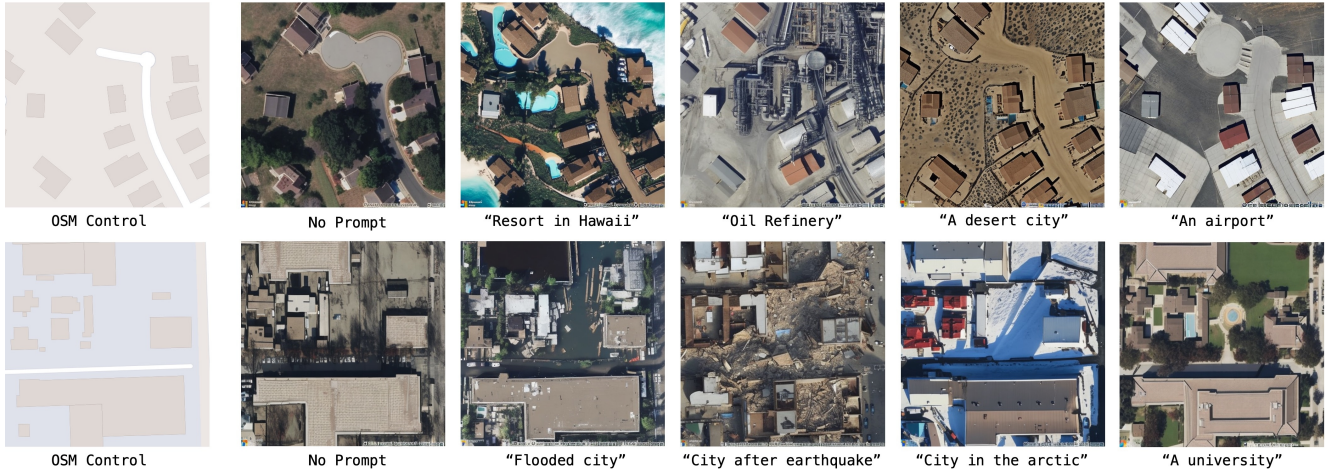 OSM Control
No Prompt
“Resort in Hawaii”
“Oil Refinery”
“A desert city”
“An airport”
OSM Control
No Prompt
“Flooded city”
“City after earthquake”
“City in the arctic”
“A university”